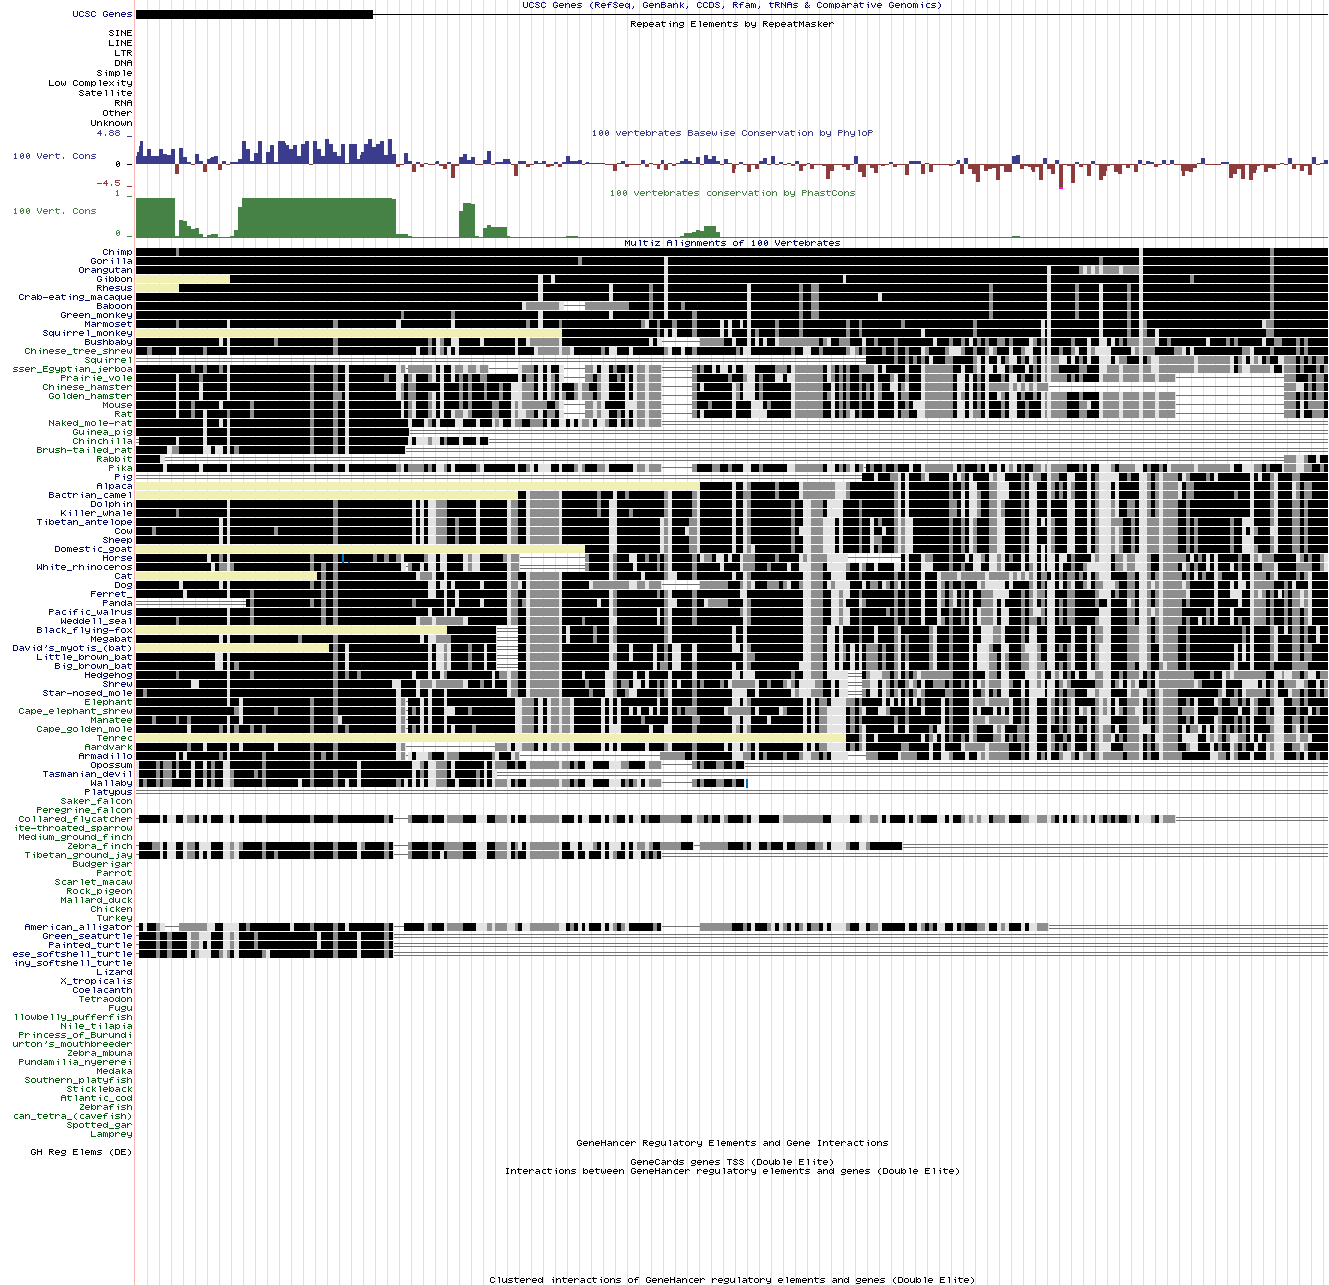 UCSC Genes (RefSeq, GenBank, CCDS, Rfam, tRNAs & Comparative Genomics)
UCSC Genes
Repeating Elements by RepeatMasker
SINE
LINE
LTR
DNA
Simple
Low Complexity
Satellite
RNA
Other
Unknown
4.88 _
100 vertebrates Basewise Conservation by PhyloP
100 Vert. Cons
0 _
-4.5 _
100 vertebrates conservation by PhastCons
1 _
100 Vert. Cons
0 _
Multiz Alignments of 100 Vertebrates
Chimp
Gorilla
Orangutan
Gibbon
Rhesus
Crab-eating_macaque
Baboon
Green_monkey
Marmoset
Squirrel_monkey
Bushbaby
Chinese_tree_shrew
Squirrel
sser_Egyptian_jerboa
Prairie_vole
Chinese_hamster
Golden_hamster
Mouse
Rat
Naked_mole-rat
Guinea_pig
Chinchilla
Brush-tailed_rat
Rabbit
Pika
Pig
Alpaca
Bactrian_camel
Dolphin
Killer_whale
Tibetan_antelope
Cow
Sheep
Domestic_goat
Horse
White_rhinoceros
Cat
Dog
Ferret_
Panda
Pacific_walrus
Weddell_seal
Black_flying-fox
Megabat
David's_myotis_(bat)
Little_brown_bat
Big_brown_bat
Hedgehog
Shrew
Star-nosed_mole
Elephant
Cape_elephant_shrew
Manatee
Cape_golden_mole
Tenrec
Aardvark
Armadillo
Opossum
Tasmanian_devil
Wallaby
Platypus
Saker_falcon
Peregrine_falcon
Collared_flycatcher
ite-throated_sparrow
Medium_ground_finch
Zebra_finch
Tibetan_ground_jay
Budgerigar
Parrot
Scarlet_macaw
Rock_pigeon
Mallard_duck
Chicken
Turkey
American_alligator
Green_seaturtle
Painted_turtle
ese_softshell_turtle
iny_softshell_turtle
Lizard
X_tropicalis
Coelacanth
Tetraodon
Fugu
llowbelly_pufferfish
Nile_tilapia
Princess_of_Burundi
urton's_mouthbreeder
Zebra_mbuna
Pundamilia_nyererei
Medaka
Southern_platyfish
Stickleback
Atlantic_cod
Zebrafish
can_tetra_(cavefish)
Spotted_gar
Lamprey
GeneHancer Regulatory Elements and Gene Interactions
GH Reg Elems (DE)
GeneCards genes TSS (Double Elite)
Interactions between GeneHancer regulatory elements and genes (Double Elite)
Clustered interactions of GeneHancer regulatory elements and genes (Double Elite)